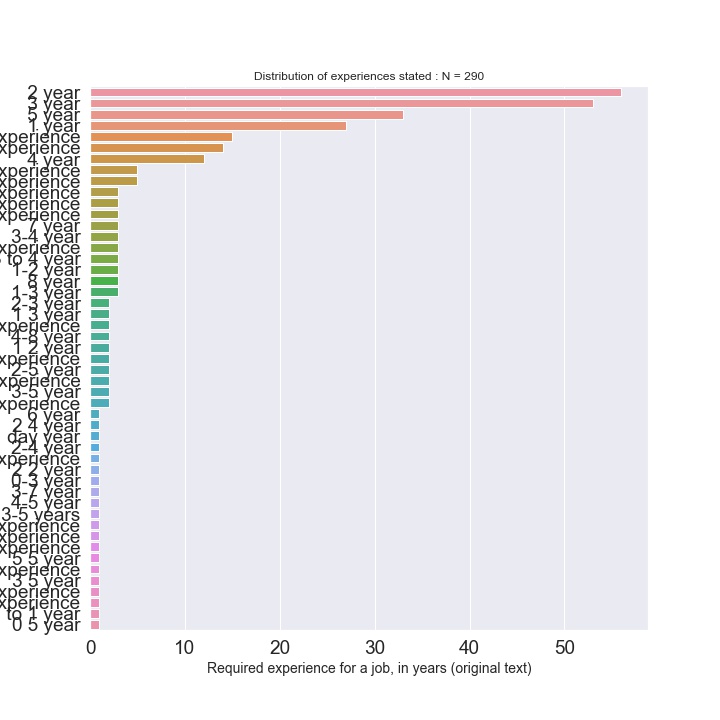 Distribution of experiences stated : N = 290
2 year
3 year
5 year
1 year
xperience
xperience
4 year
xperience
xperience
xperience
xperience
xperience
7 year
3-4 year
xperience
to 4 year
1-2 year
8 year
1-3 year
2-3 year
1 3 year
xperience
4-8 year
1 2 year
xperience
2-5 year
xperience
3-5 year
xperience
6 year
2 4 year
day year
2-4 year
xperience
2 2 year
0-3 year
3-7 year
4-5 year
3-5 years
xperience
xperience
xperience
5 5 year
xperience
3 5 year
xperience
xperience
to 1 year
0 5 year
0 10 20 30 40 50
Required experience for a job, in years (original text)